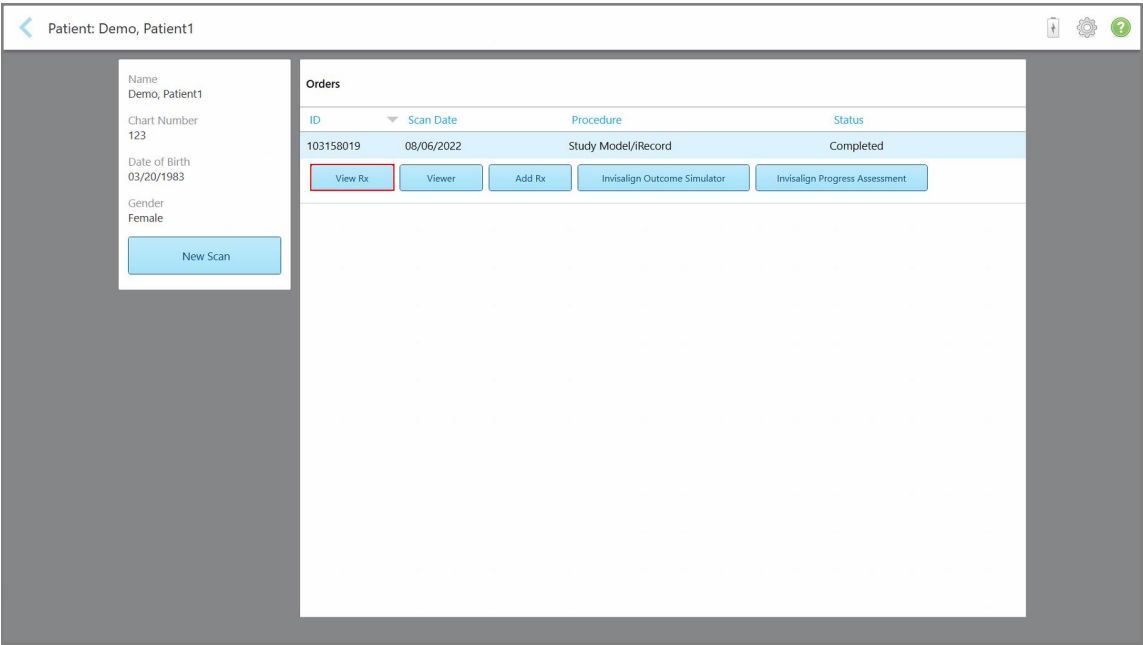 Patient: Demo, Patient1
Name
Demo, Patient1
Chart Number
123
Date of Birth
03/20/1983
Gender
Female
New Scan
Orders
ID Scan Date Procedure Status
103158019 08/06/2022 Study Model/iRecord Completed
View Rx Viewer Add Rx Invisalign Outcome Simulator Invisalign Progress Assessment
?